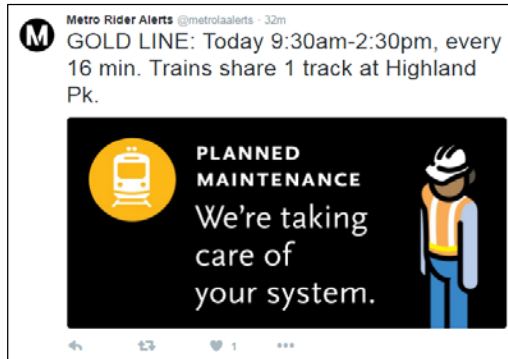 Metro Rider Alerts @metrolaalerts · 32m
M
GOLD LINE: Today 9:30am-2:30pm, every
16 min. Trains share 1 track at Highland
Pk.
PLANNED
MAINTENANCE
We're taking
care of
your system.
1